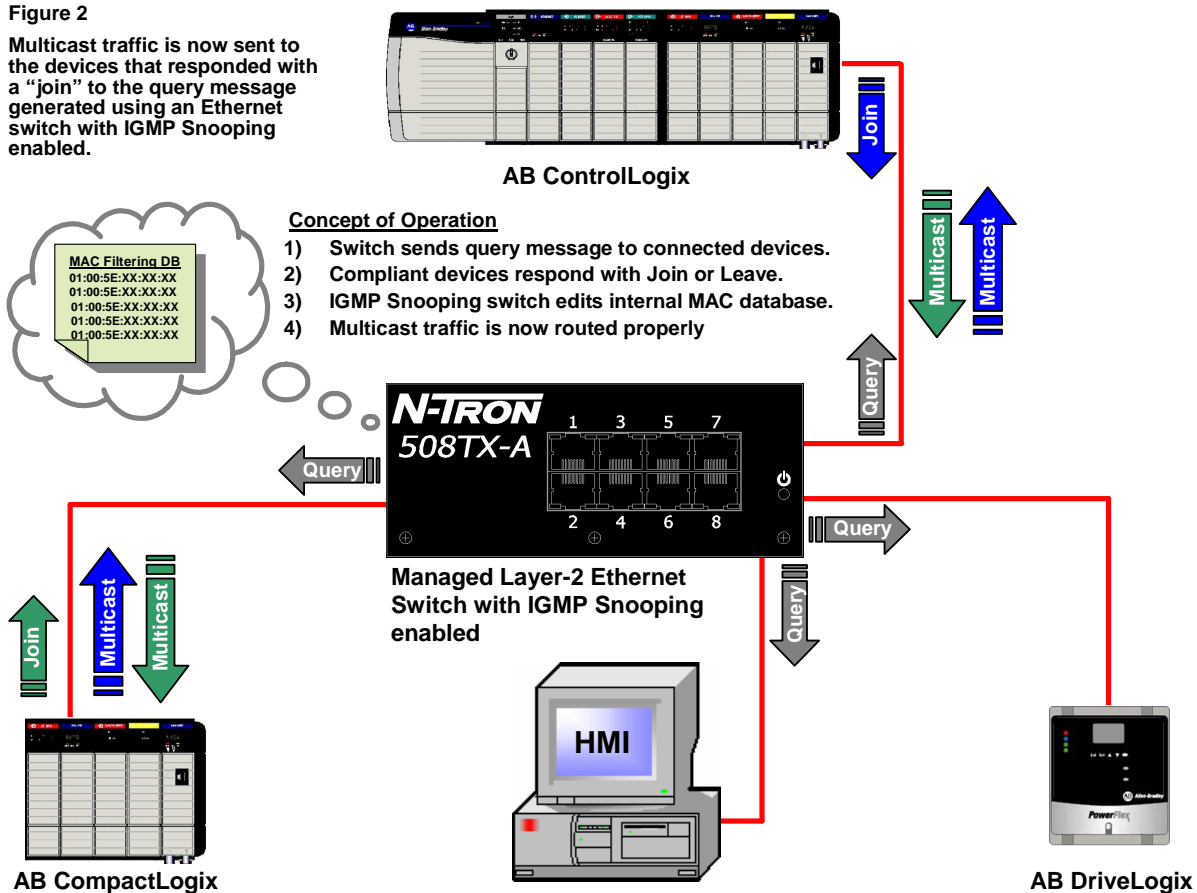 Figure 2
Multicast traffic is now sent to
the devices that responded with
a “join” to the query message
generated using an Ethernet
switch with IGMP Snooping
enabled.
Allen-Bradley
AB ControlLogix
Join
Multicast
Multicast
Query
MAC Filtering DB
01:00:5E:XX:XX:XX
01:00:5E:XX:XX:XX
01:00:5E:XX:XX:XX
01:00:5E:XX:XX:XX
01:00:5E:XX:XX:XX
Concept of Operation
1) Switch sends query message to connected devices.
2) Compliant devices respond with Join or Leave.
3) IGMP Snooping switch edits internal MAC database.
4) Multicast traffic is now routed properly
N-TRON
508TX-A
1 3 5 7
2 4 6 8
Query
Query
Query
Managed Layer-2 Ethernet
Switch with IGMP Snooping
enabled
Join
Multicast
Multicast
HMI
AB Allen-Bradley
PowerFlex
AB CompactLogix
AB DriveLogix